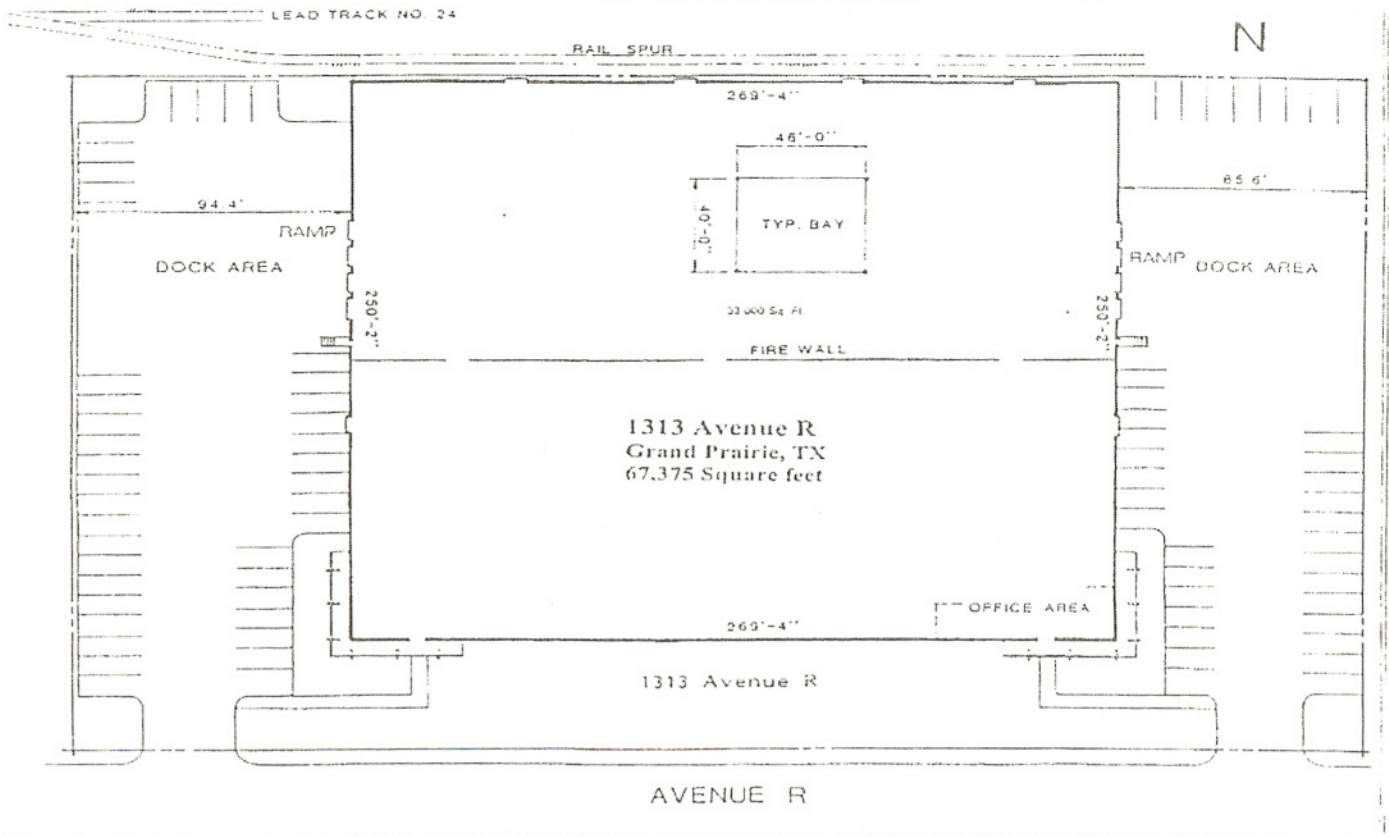 LEAD TRACK NO. 24
N
RAIL SPUR
269'-4"
46'-0"
94.4'
85.6'
40'-0"
TYP. BAY
RAMP
RAMP
DOCK AREA
DOCK AREA
250'-2"
250'-2"
Sq Ft
FIRE WALL
1313 Avenue R
Grand Prairie, TX
67,375 Square feet
OFFICE AREA
269'-4"
1313 Avenue R
AVENUE R